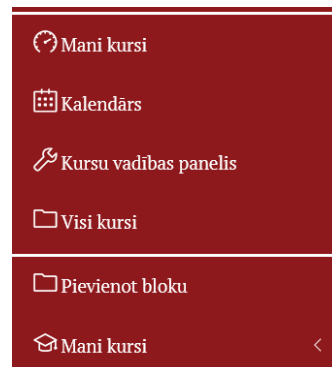 Mani kursi
Kalendārs
Kursu vadības panelis
Visi kursi
Pievienot bloku
Mani kursi